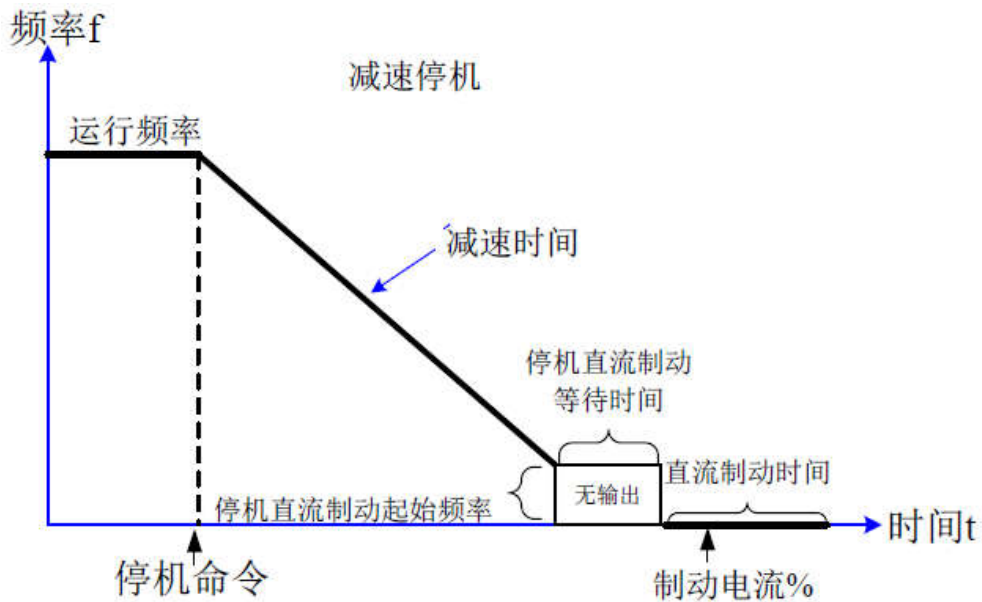 频率f
减速停机
运行频率
减速时间
停机直流制动
等待时间
直流制动时间
无输出
停机直流制动起始频率
时间t
停机命令
制动电流%